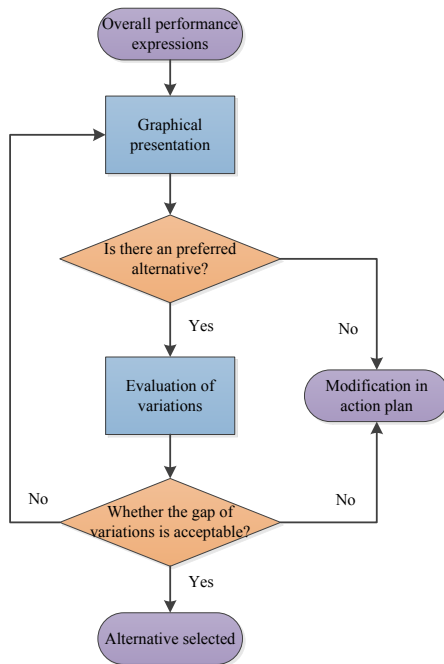 Overall performance
expressions
Graphical
presentation
Is there an preferred
alternative?
No
Yes
Evaluation of
variations
Modification in
action plan
No
Whether the gap of
variations is acceptable?
No
Yes
Alternative selected